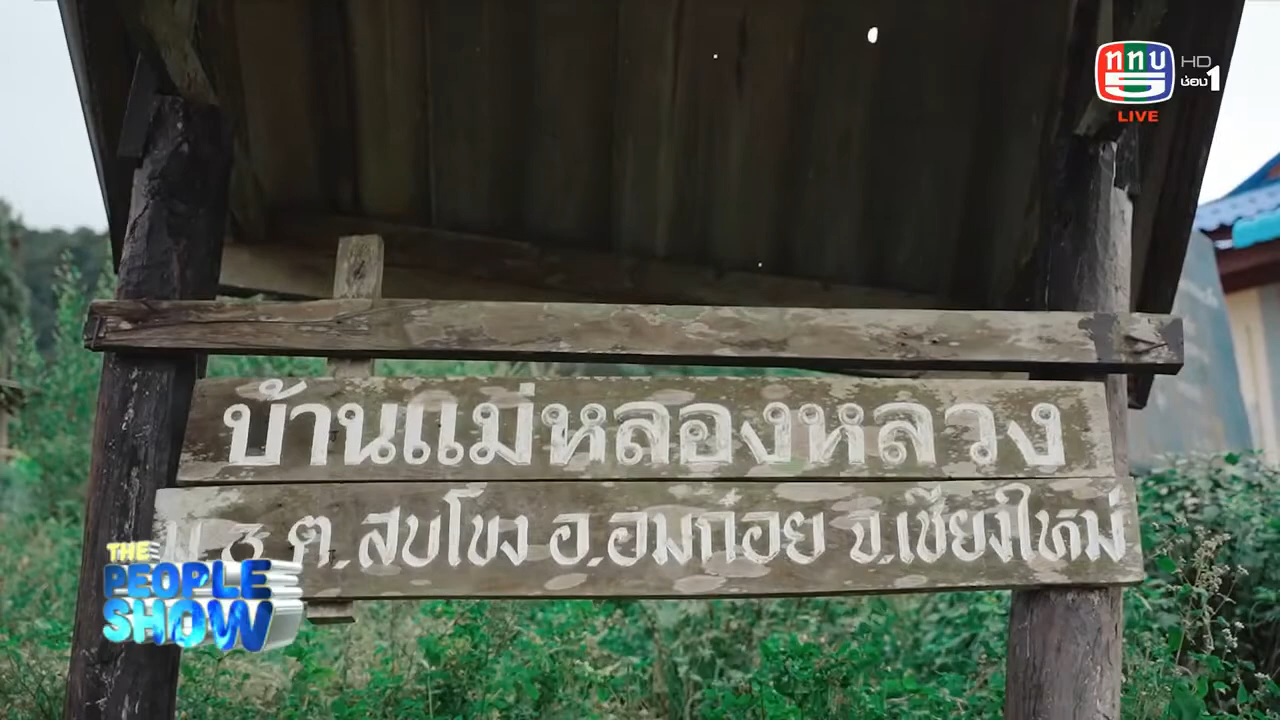 ททบ 5 HD
ช่อง 1
LIVE
บ้านแม่หลองหลวง
ต.สบโขง อ.อมก๋อย จ.เชียงใหม่
THE
PEOPLE
SHOW